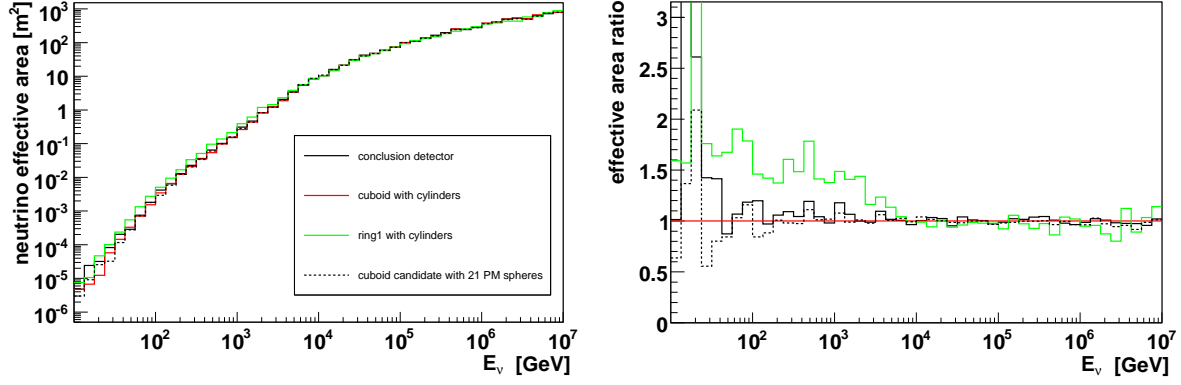 neutrino effective area [m²]
10³
10²
10
1
10⁻¹
10⁻²
10⁻³
10⁻⁴
10⁻⁵
10⁻⁶
conclusion detector
cuboid with cylinders
ring1 with cylinders
cuboid candidate with 21 PM spheres
10² 10³ 10⁴ 10⁵ 10⁶ 10⁷
Eᵥ [GeV]
effective area ratio
3
2.5
2
1.5
1
0.5
0
10² 10³ 10⁴ 10⁵ 10⁶ 10⁷
Eᵥ [GeV]